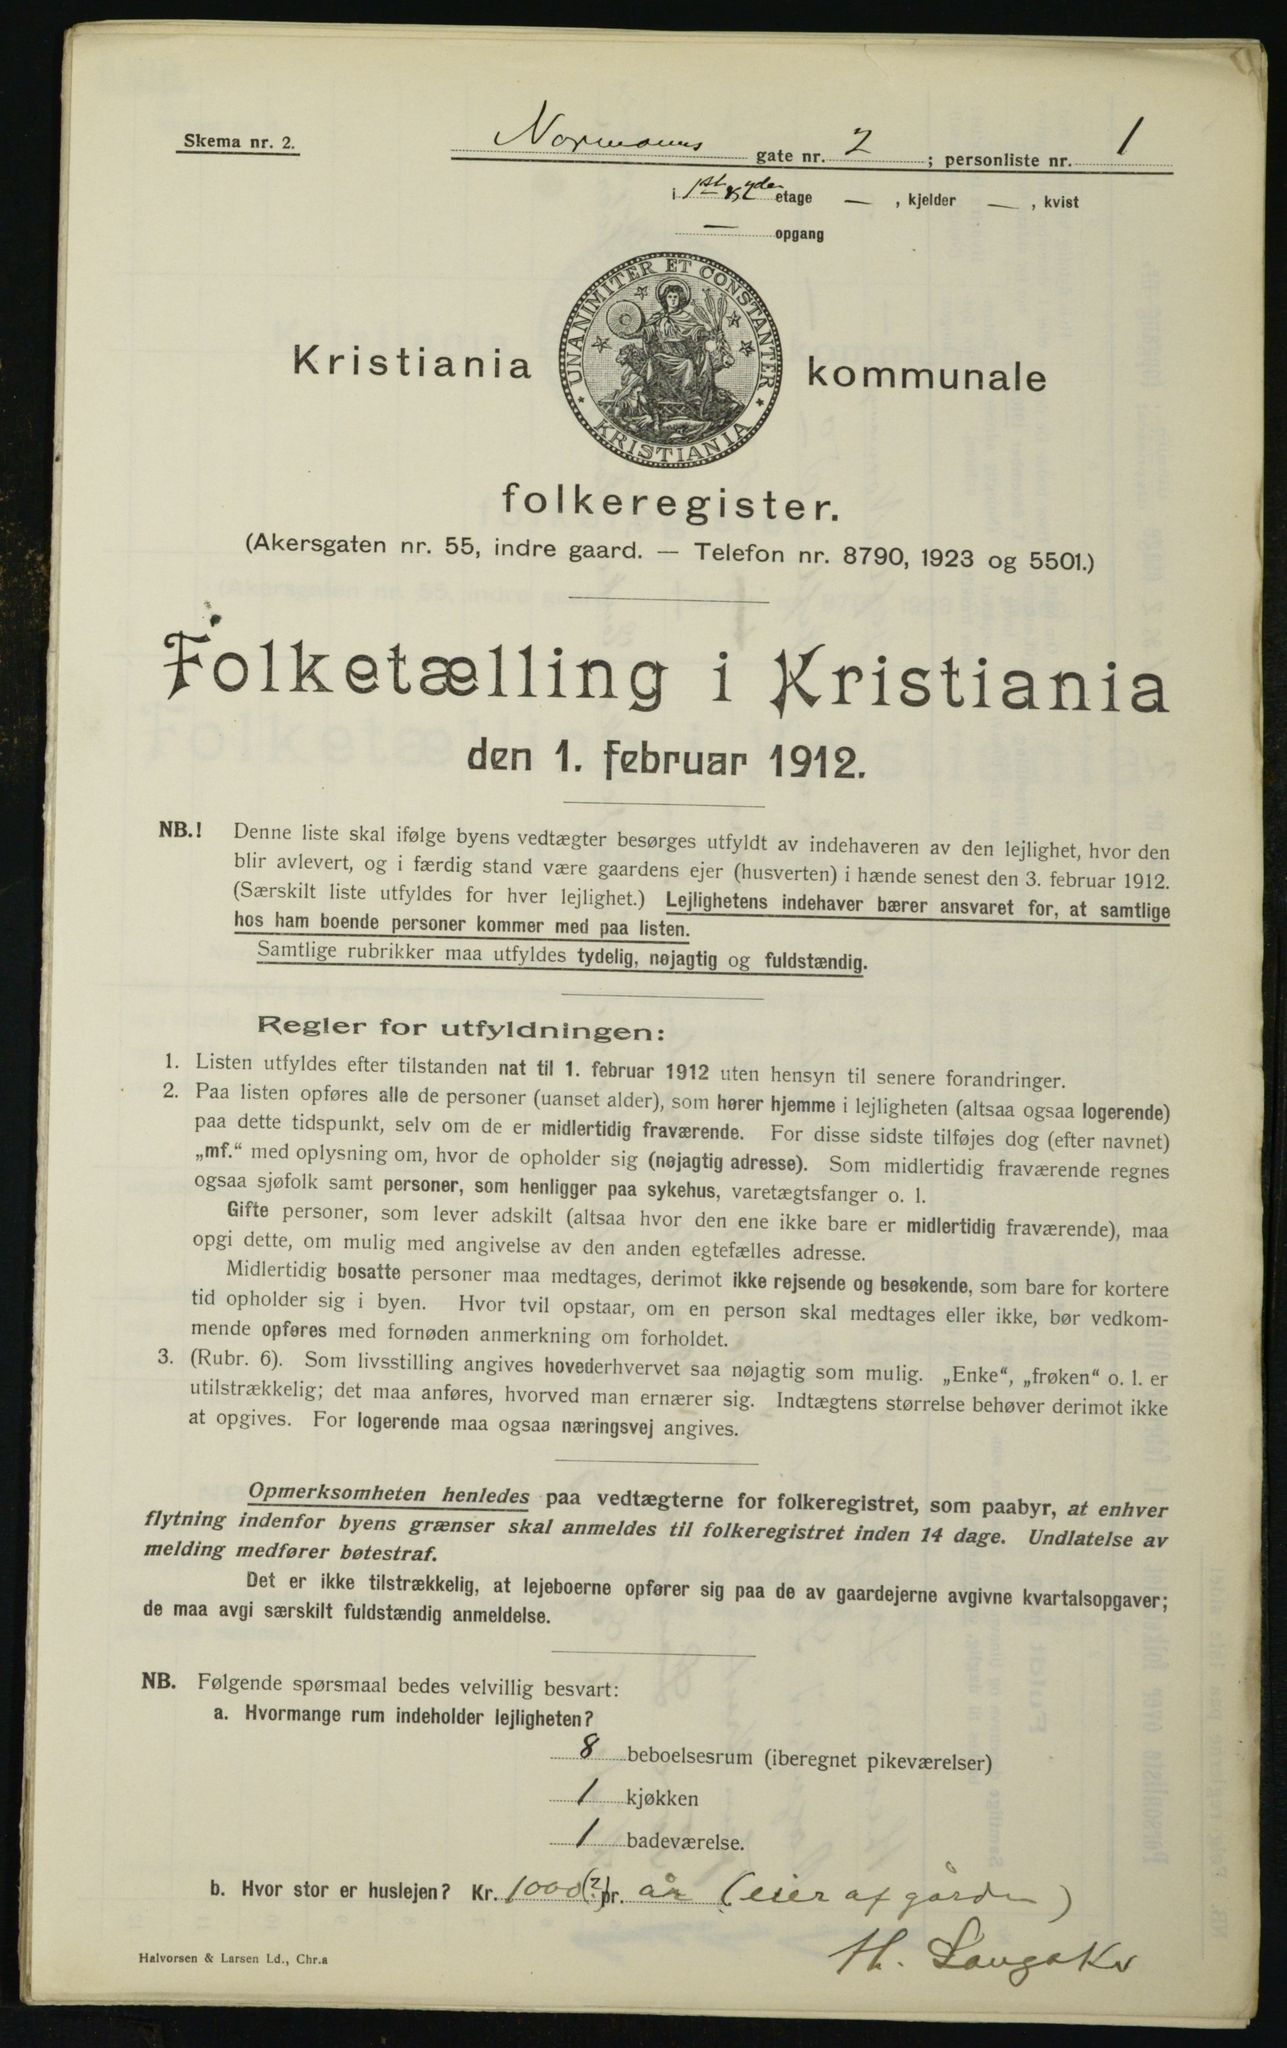 Skema nr. 2.
Normanns gate nr. 2 ; personliste nr. 1
i 1st & 2den etage — , kjelder — , kvist
— opgang
UNANIMITER ET CONSTANTER
KRISTIANIA
Kristiania kommunale
folkeregister.
(Akersgaten nr. 55, indre gaard. — Telefon nr. 8790, 1923 og 5501.)
Folketælling i Kristiania
den 1. februar 1912.
NB.! Denne liste skal ifølge byens vedtægter besørges utfyldt av indehaveren av den lejlighet, hvor den
blir avlevert, og i færdig stand være gaardens ejer (husverten) i hænde senest den 3. februar 1912.
(Særskilt liste utfyldes for hver lejlighet.) Lejlighetens indehaver bærer ansvaret for, at samtlige
hos ham boende personer kommer med paa listen.
Samtlige rubrikker maa utfyldes tydelig, nøjagtig og fuldstændig.
Regler for utfyldningen:
1. Listen utfyldes efter tilstanden nat til 1. februar 1912 uten hensyn til senere forandringer.
2. Paa listen opføres alle de personer (uanset alder), som hører hjemme i lejligheten (altsaa ogsaa logerende)
paa dette tidspunkt, selv om de er midlertidig fraværende. For disse sidste tilføjes dog (efter navnet)
„mf.“ med oplysning om, hvor de opholder sig (nøjagtig adresse). Som midlertidig fraværende regnes
ogsaa sjøfolk samt personer, som henligger paa sykehus, varetægtsfanger o. l.
Gifte personer, som lever adskilt (altsaa hvor den ene ikke bare er midlertidig fraværende), maa
opgi dette, om mulig med angivelse av den anden egtefælles adresse.
Midlertidig bosatte personer maa medtages, derimot ikke rejsende og besøkende, som bare for kortere
tid opholder sig i byen. Hvor tvil opstaar, om en person skal medtages eller ikke, bør vedkom-
mende opføres med fornøden anmerkning om forholdet.
3. (Rubr. 6). Som livsstilling angives hovederhvervet saa nøjagtig som mulig. „Enke“, „frøken“ o. l. er
utilstrækkelig; det maa anføres, hvorved man ernærer sig. Indtægtens størrelse behøver derimot ikke
at opgives. For logerende maa ogsaa næringsvej angives.
Opmerksomheten henledes paa vedtægterne for folkeregistret, som paabyr, at enhver
flytning indenfor byens grænser skal anmeldes til folkeregistret inden 14 dage. Undlatelse av
melding medfører bøtestraf.
Det er ikke tilstrækkelig, at lejeboerne opfører sig paa de av gaardejerne avgivne kvartalsopgaver;
de maa avgi særskilt fuldstændig anmeldelse.
NB. Følgende spørsmaal bedes velvillig besvart:
a. Hvormange rum indeholder lejligheten?
8 beboelsesrum (iberegnet pikeværelser)
1 kjøkken
1 badeværelse.
b. Hvor stor er huslejen? Kr. 1000 (?) pr. år (eier af gården)
Halvorsen & Larsen Ld., Chr.a